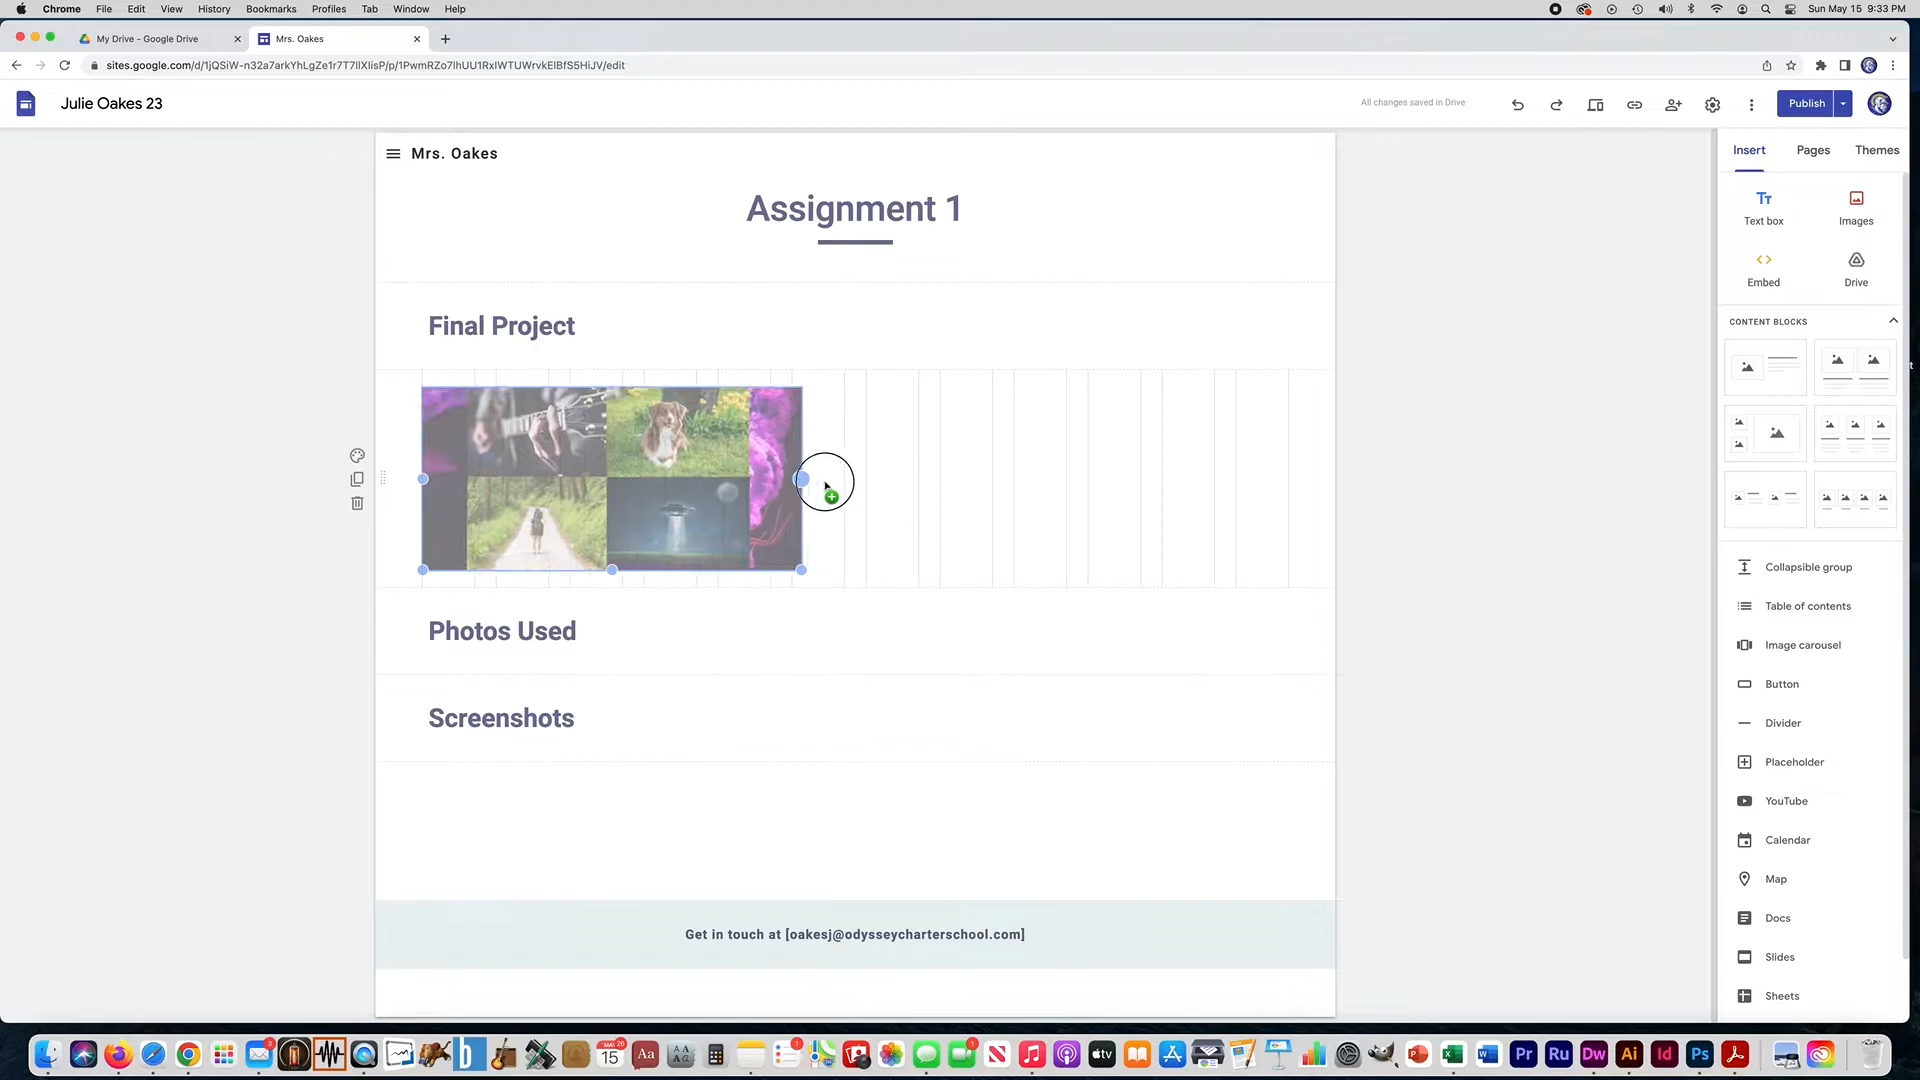 Chrome File Edit View History Bookmarks Profiles Tab Window Help
Sun May 15 9:33 PM
My Drive - Google Drive
Mrs. Oakes
sites.google.com/d/1jQSiW-n32a7arkYhLgZe1r7T7llXIisP/p/1PwmRZo7lhUU1RxIWTUWrvkElBfS5HiJV/edit
Julie Oakes 23
All changes saved in Drive
Publish
Mrs. Oakes
Assignment 1
Final Project
Photos Used
Screenshots
Get in touch at [oakesj@odysseycharterschool.com]
Insert Pages Themes
Text box
Images
Embed
Drive
CONTENT BLOCKS
Collapsible group
Table of contents
Image carousel
Button
Divider
Placeholder
YouTube
Calendar
Map
Docs
Slides
Sheets